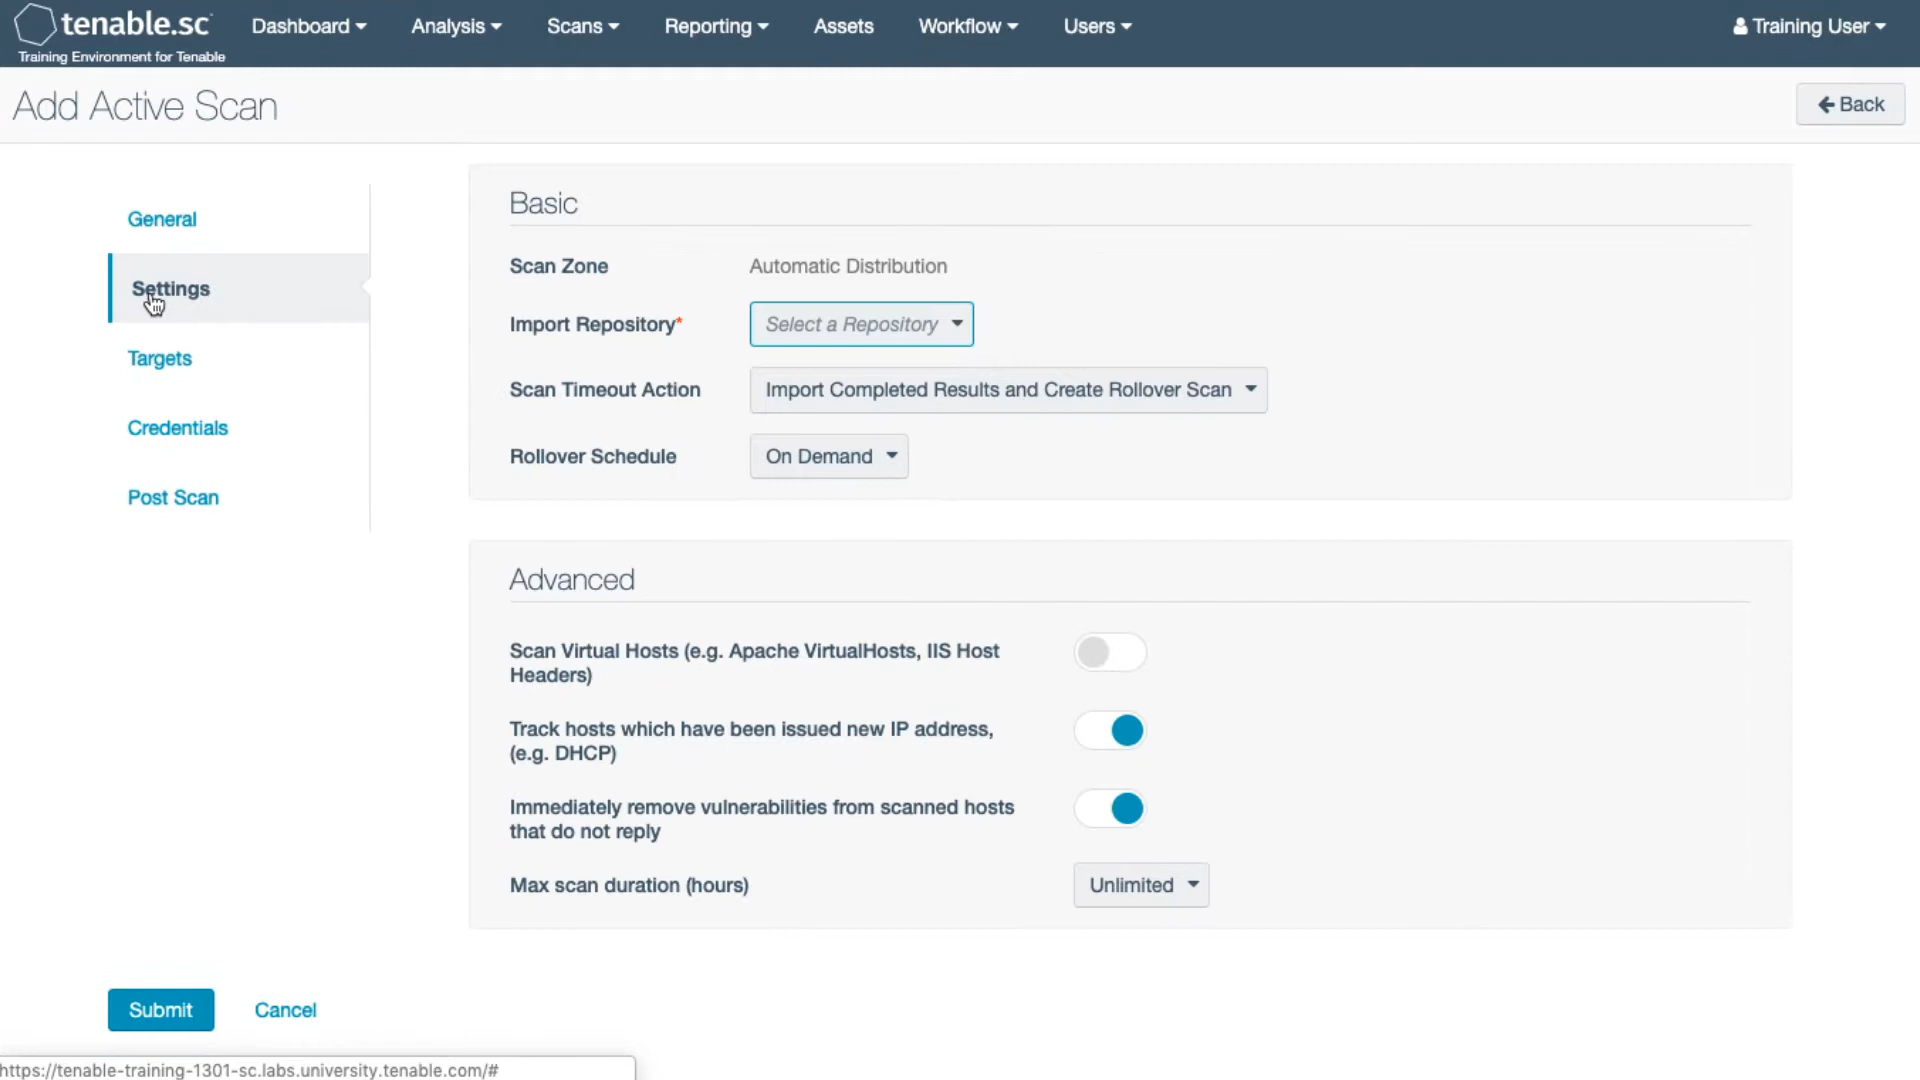 tenable.sc
Training Environment for Tenable
Dashboard
Analysis
Scans
Reporting
Assets
Workflow
Users
Training User
Add Active Scan
Back
General
Settings
Targets
Credentials
Post Scan
Basic
Scan Zone
Automatic Distribution
Import Repository*
Select a Repository
Scan Timeout Action
Import Completed Results and Create Rollover Scan
Rollover Schedule
On Demand
Advanced
Scan Virtual Hosts (e.g. Apache VirtualHosts, IIS Host
Headers)
Track hosts which have been issued new IP address,
(e.g. DHCP)
Immediately remove vulnerabilities from scanned hosts
that do not reply
Max scan duration (hours)
Unlimited
Submit
Cancel
https://tenable-training-1301-sc.labs.university.tenable.com/#